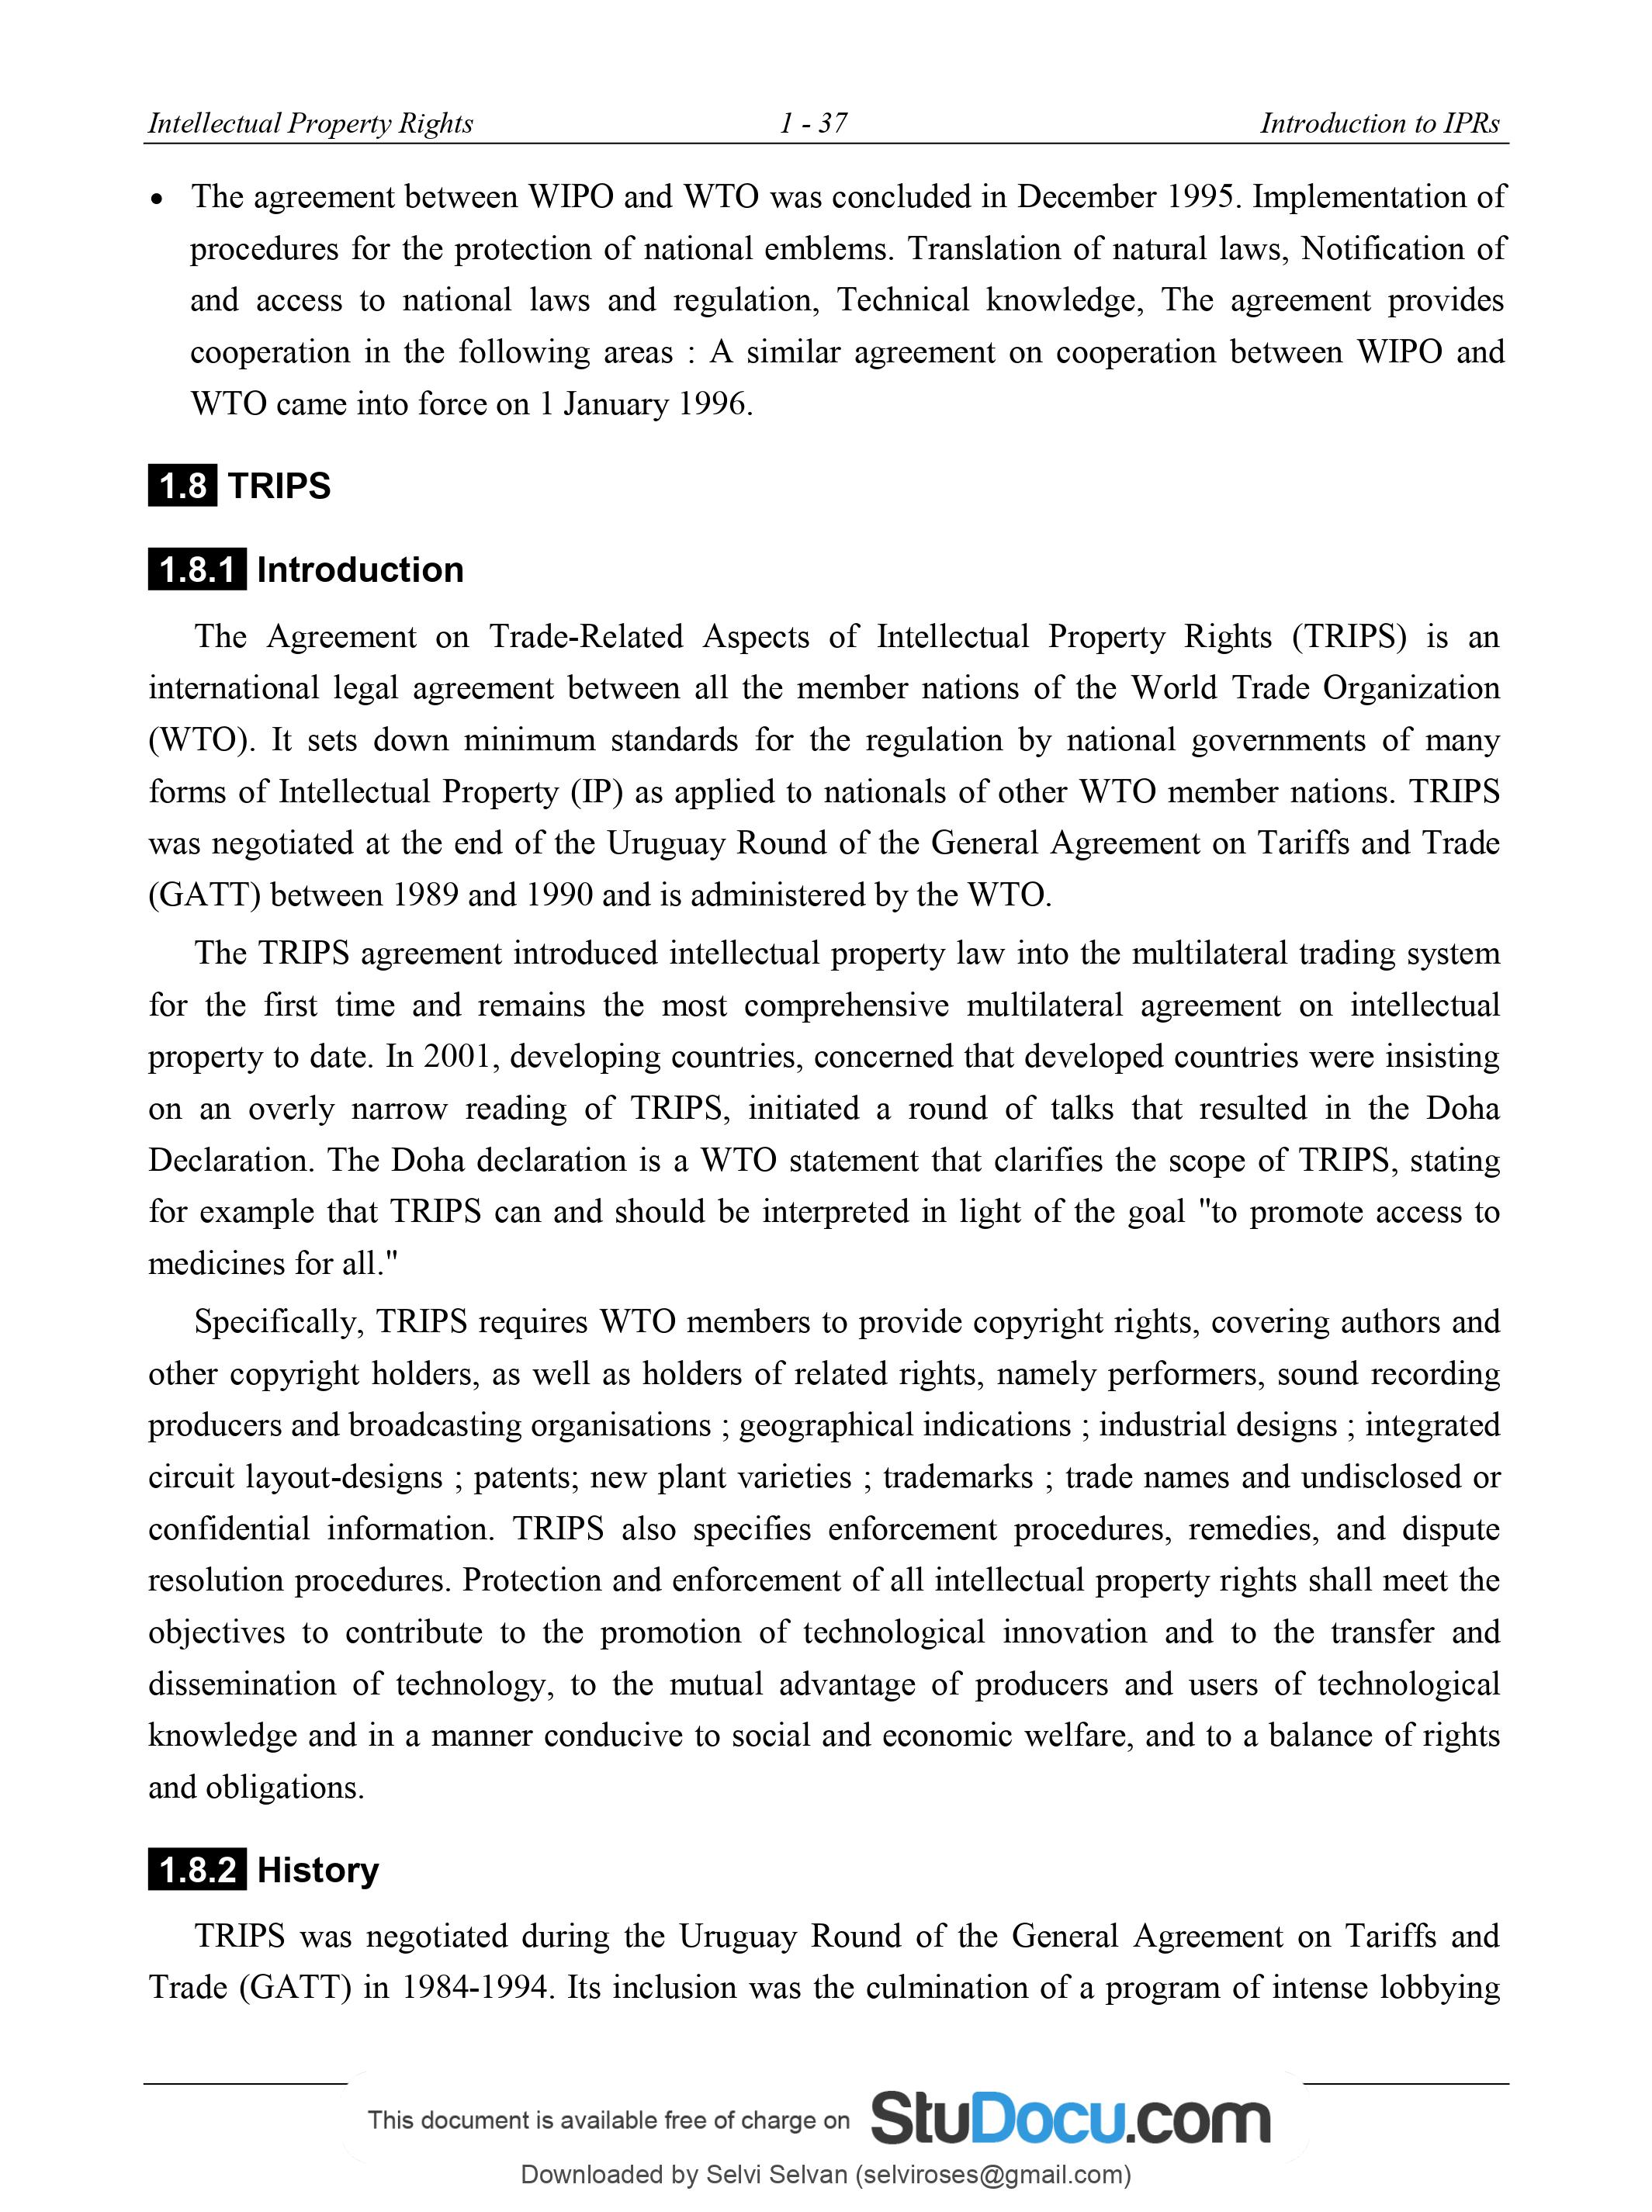 Intellectual Property Rights 1 - 37 Introduction to IPRs
• The agreement between WIPO and WTO was concluded in December 1995. Implementation of
procedures for the protection of national emblems. Translation of natural laws, Notification of
and access to national laws and regulation, Technical knowledge, The agreement provides
cooperation in the following areas : A similar agreement on cooperation between WIPO and
WTO came into force on 1 January 1996.
1.8 TRIPS
1.8.1 Introduction
The Agreement on Trade-Related Aspects of Intellectual Property Rights (TRIPS) is an
international legal agreement between all the member nations of the World Trade Organization
(WTO). It sets down minimum standards for the regulation by national governments of many
forms of Intellectual Property (IP) as applied to nationals of other WTO member nations. TRIPS
was negotiated at the end of the Uruguay Round of the General Agreement on Tariffs and Trade
(GATT) between 1989 and 1990 and is administered by the WTO.
The TRIPS agreement introduced intellectual property law into the multilateral trading system
for the first time and remains the most comprehensive multilateral agreement on intellectual
property to date. In 2001, developing countries, concerned that developed countries were insisting
on an overly narrow reading of TRIPS, initiated a round of talks that resulted in the Doha
Declaration. The Doha declaration is a WTO statement that clarifies the scope of TRIPS, stating
for example that TRIPS can and should be interpreted in light of the goal "to promote access to
medicines for all."
Specifically, TRIPS requires WTO members to provide copyright rights, covering authors and
other copyright holders, as well as holders of related rights, namely performers, sound recording
producers and broadcasting organisations ; geographical indications ; industrial designs ; integrated
circuit layout-designs ; patents; new plant varieties ; trademarks ; trade names and undisclosed or
confidential information. TRIPS also specifies enforcement procedures, remedies, and dispute
resolution procedures. Protection and enforcement of all intellectual property rights shall meet the
objectives to contribute to the promotion of technological innovation and to the transfer and
dissemination of technology, to the mutual advantage of producers and users of technological
knowledge and in a manner conducive to social and economic welfare, and to a balance of rights
and obligations.
1.8.2 History
TRIPS was negotiated during the Uruguay Round of the General Agreement on Tariffs and
Trade (GATT) in 1984-1994. Its inclusion was the culmination of a program of intense lobbying
This document is available free of charge on StuDocu.com
Downloaded by Selvi Selvan (selviroses@gmail.com)